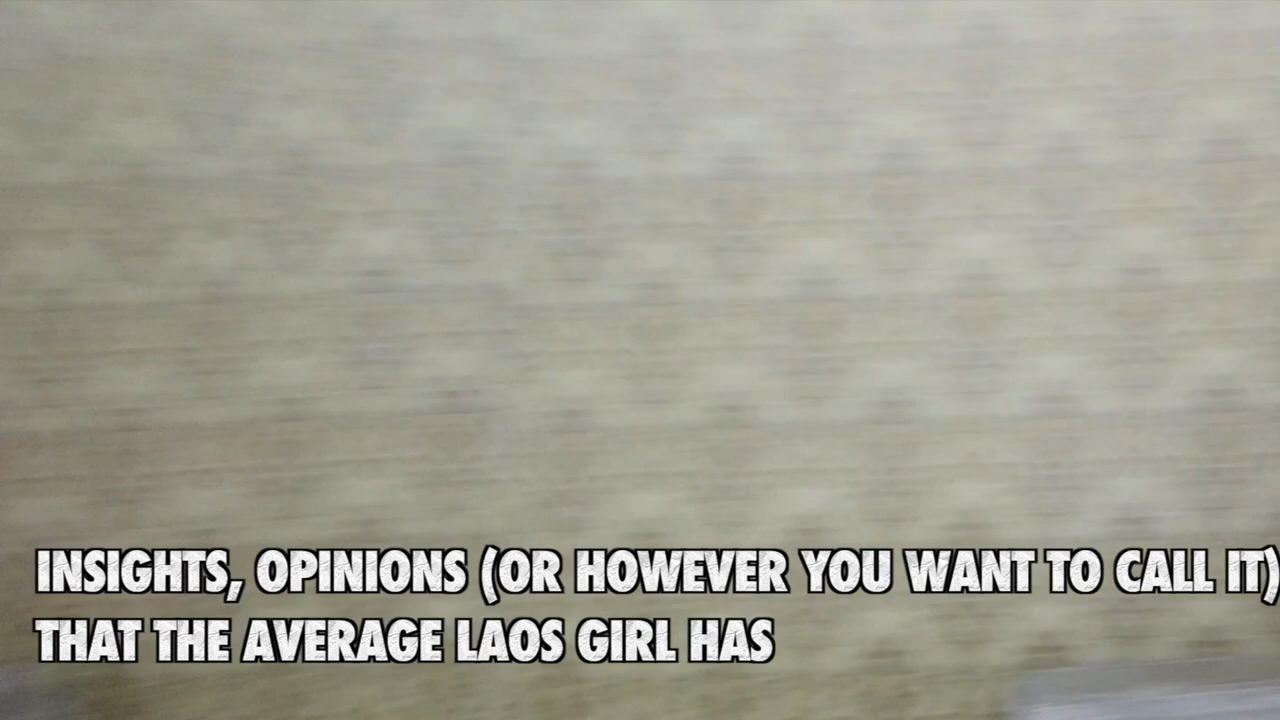 INSIGHTS, OPINIONS (OR HOWEVER YOU WANT TO CALL IT)
THAT THE AVERAGE LAOS GIRL HAS